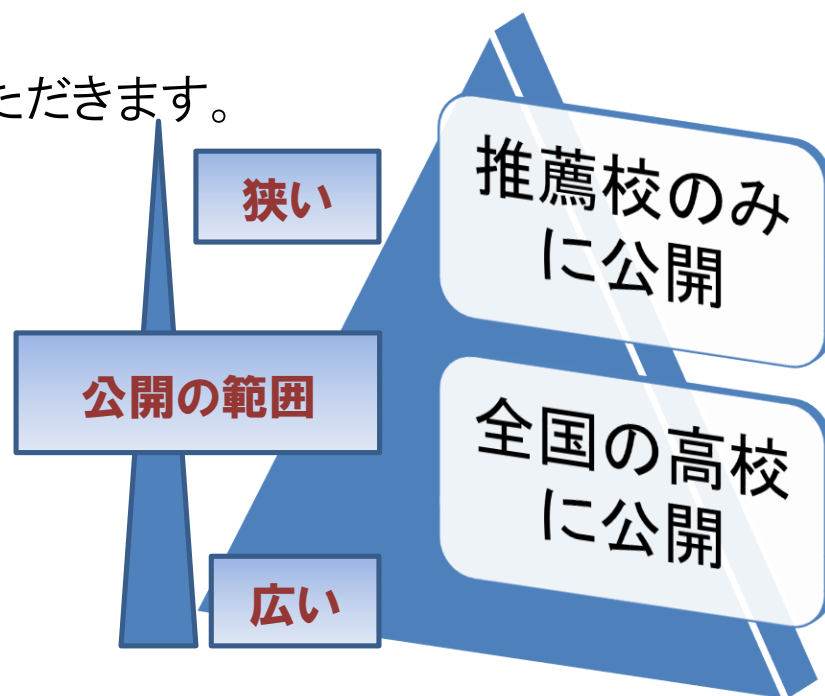 ただきます。
狭い
推薦校のみ
に公開
公開の範囲
全国の高校
に公開
広い